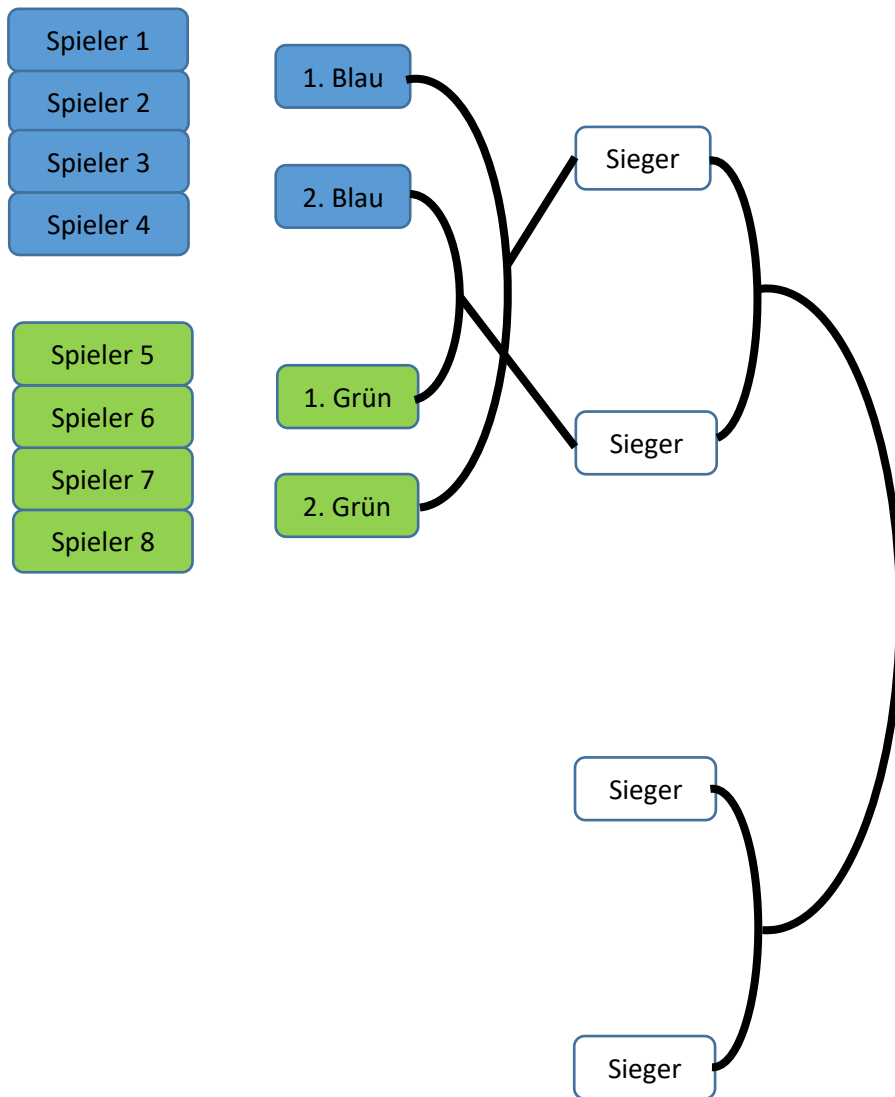 Spieler 1
Spieler 2
Spieler 3
Spieler 4
Spieler 5
Spieler 6
Spieler 7
Spieler 8
1. Blau
2. Blau
1. Grün
2. Grün
Sieger
Sieger
Sieger
Sieger